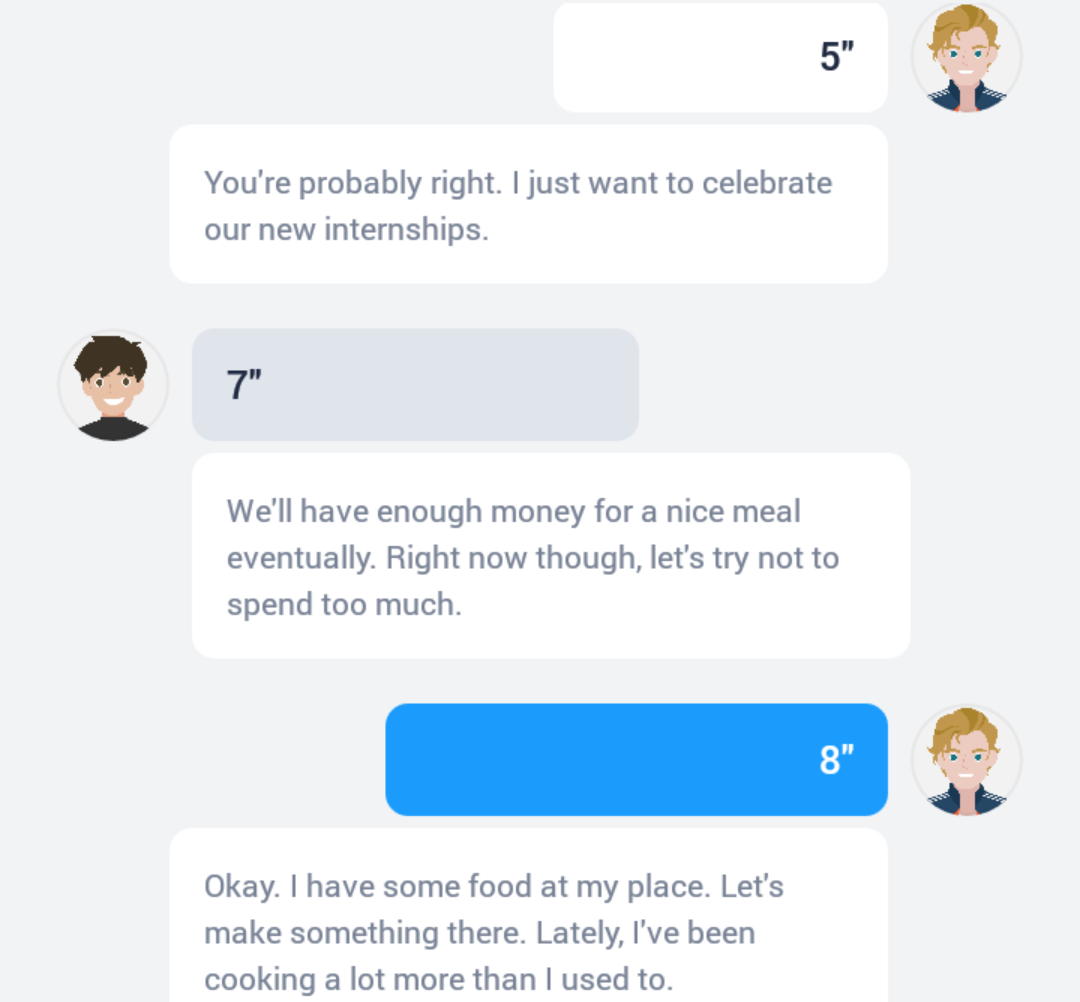 5"
You're probably right. I just want to celebrate
our new internships.
7"
We'll have enough money for a nice meal
eventually. Right now though, let's try not to
spend too much.
8"
Okay. I have some food at my place. Let's
make something there. Lately, I've been
cooking a lot more than I used to.